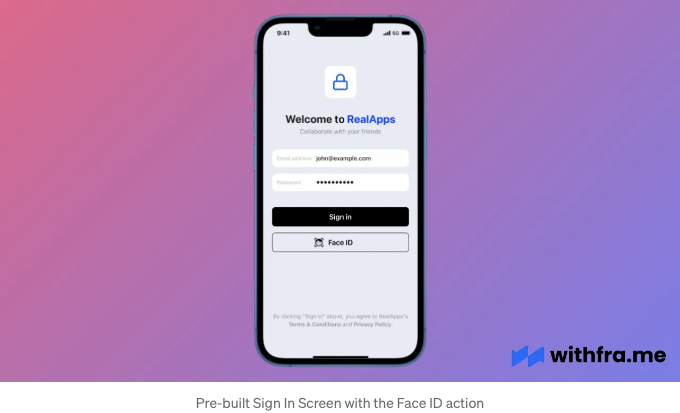 9:41
5G
Welcome to RealApps
Collaborate with your friends.
Email address john@example.com
Password ••••••••••
Sign in
Face ID
By clicking "Sign in" above, you agree to RealApps's
Terms & Conditions and Privacy Policy.
withfra.me
Pre-built Sign In Screen with the Face ID action